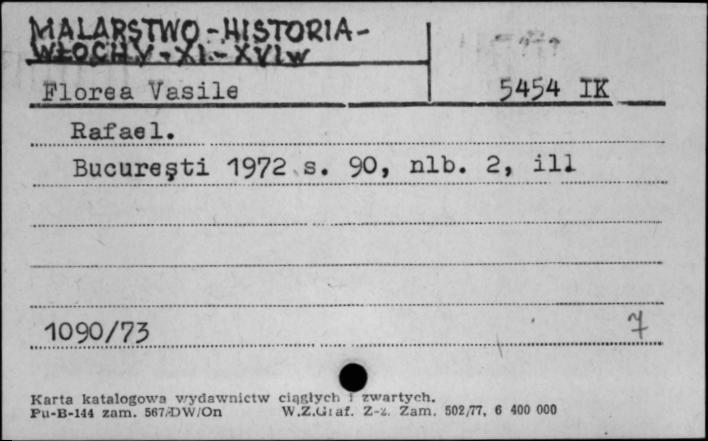 MALARSTWO-HISTORIA-
WŁOCHY-XI-XVIw
Florea Vasile 5454 IK
Rafael.
Bucureşti 1972 s. 90, nlb. 2, ill
1090/73 7
Karta katalogowa wydawnictw ciągłych i zwartych.
Pu-B-144 zam. 567/DW/On W.Z.Graf. Z-z. Zam. 502/77, 6 400 000